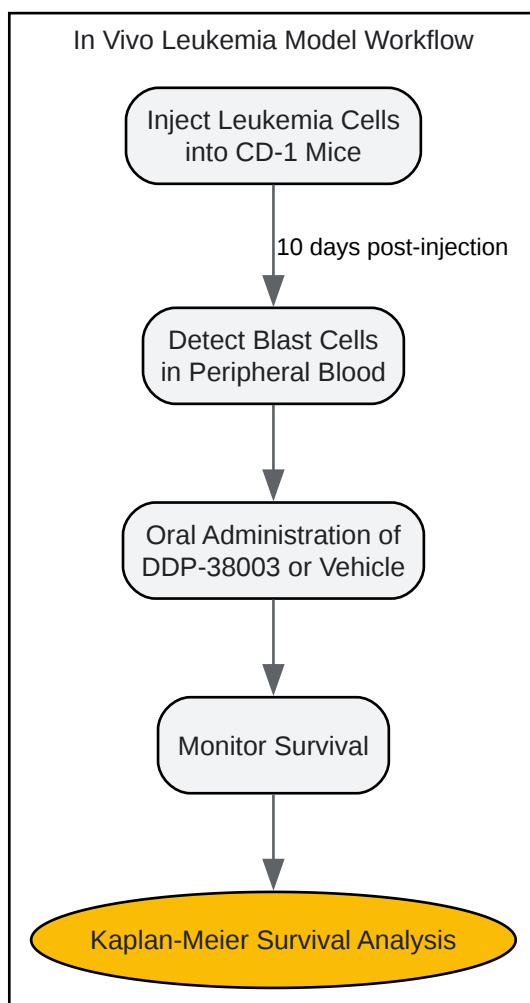 In Vivo Leukemia Model Workflow
Inject Leukemia Cells
into CD-1 Mice
10 days post-injection
Detect Blast Cells
in Peripheral Blood
Oral Administration of
DDP-38003 or Vehicle
Monitor Survival
Kaplan-Meier Survival Analysis